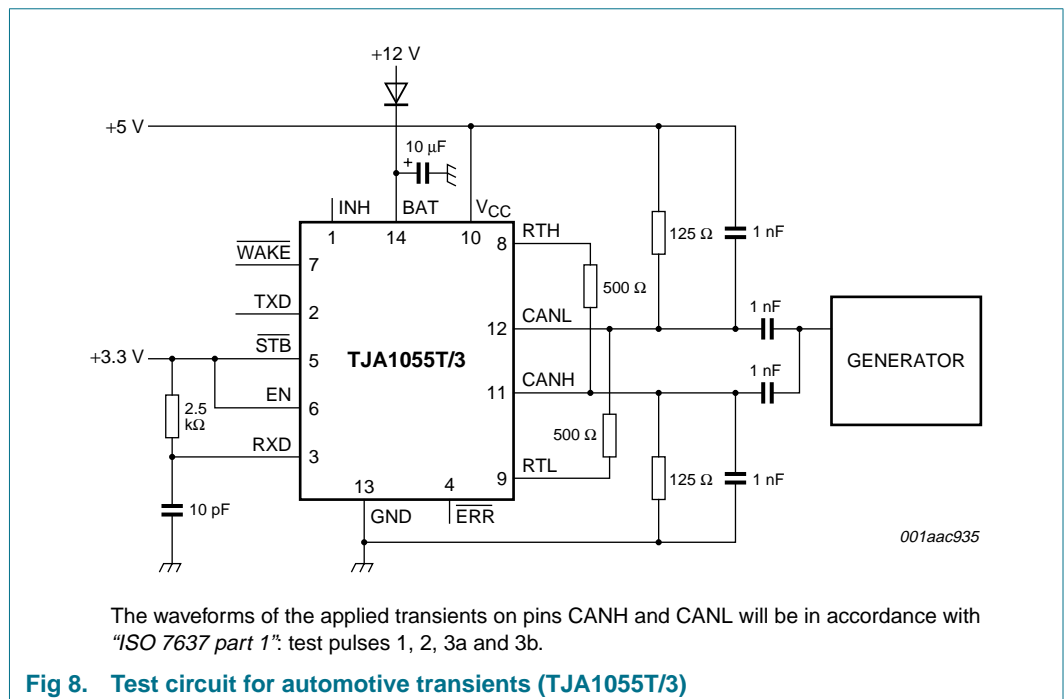 +12 V
+5 V
10 μF
+
INH
BAT
VCC
1
14
10
RTH
8
125 Ω
1 nF
WAKE
7
500 Ω
TXD
2
CANL
12
1 nF
+3.3 V
STB
5
TJA1055T/3
GENERATOR
CANH
11
1 nF
EN
6
2.5
kΩ
500 Ω
RXD
3
RTL
9
125 Ω
1 nF
13
4
10 pF
GND
ERR
001aac935
The waveforms of the applied transients on pins CANH and CANL will be in accordance with
“ISO 7637 part 1”: test pulses 1, 2, 3a and 3b.
Fig 8. Test circuit for automotive transients (TJA1055T/3)